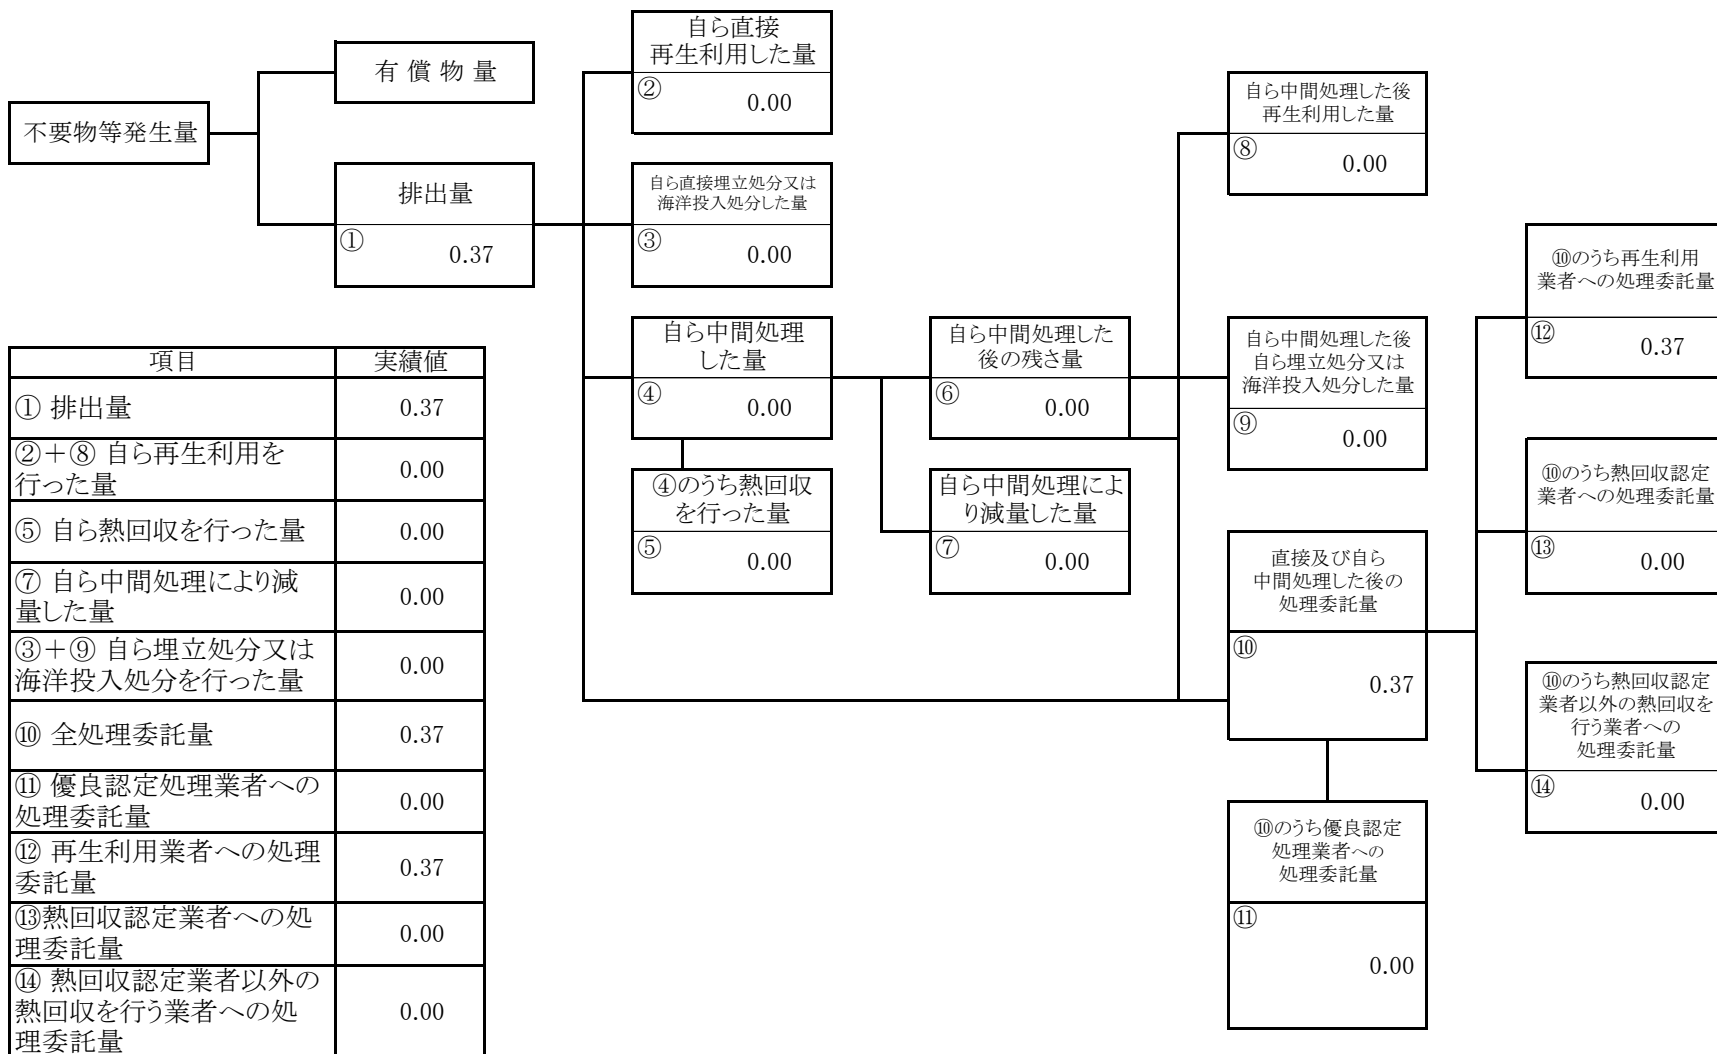 不要物等発生量
有 償 物 量
排出量
①
0.37
自ら直接
再生利用した量
②
0.00
自ら直接埋立処分又は
海洋投入処分した量
③
0.00
自ら中間処理
した量
④
0.00
④のうち熱回収
を行った量
⑤
0.00
自ら中間処理した
後の残さ量
⑥
0.00
自ら中間処理によ
り減量した量
⑦
0.00
自ら中間処理した後
再生利用した量
⑧
0.00
自ら中間処理した後
自ら埋立処分又は
海洋投入処分した量
⑨
0.00
直接及び自ら
中間処理した後の
処理委託量
⑩
0.37
⑩のうち優良認定
処理業者への
処理委託量
⑪
0.00
⑩のうち再生利用
業者への処理委託量
⑫
0.37
⑩のうち熱回収認定
業者への処理委託量
⑬
0.00
⑩のうち熱回収認定
業者以外の熱回収を
行う業者への
処理委託量
⑭
0.00
項目 実績値
① 排出量 0.37
②＋⑧ 自ら再生利用を
行った量 0.00
⑤ 自ら熱回収を行った量 0.00
⑦ 自ら中間処理により減
量した量 0.00
③＋⑨ 自ら埋立処分又は
海洋投入処分を行った量 0.00
⑩ 全処理委託量 0.37
⑪ 優良認定処理業者への
処理委託量 0.00
⑫ 再生利用業者への処理
委託量 0.37
⑬熱回収認定業者への処
理委託量 0.00
⑭ 熱回収認定業者以外の
熱回収を行う業者への処
理委託量 0.00